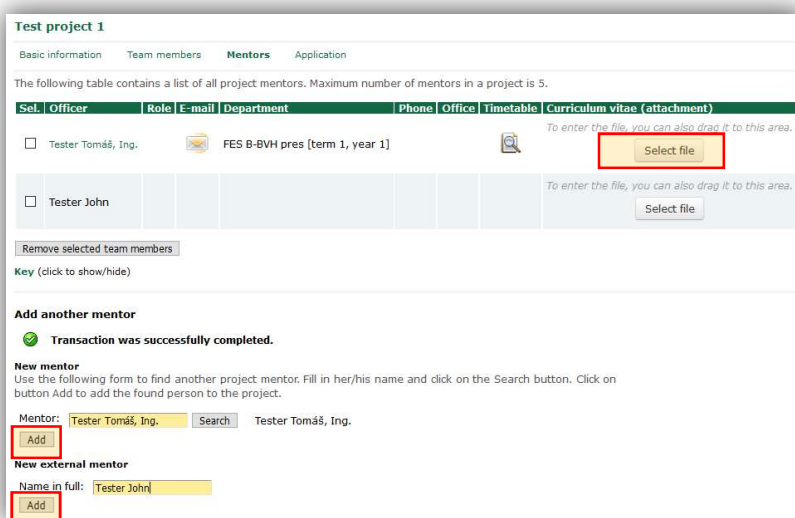 Test project 1
Basic information Team members Mentors Application
The following table contains a list of all project mentors. Maximum number of mentors in a project is 5.
Sel. Officer Role E-mail Department Phone Office Timetable Curriculum vitae (attachment)
To enter the file, you can also drag it to this area.
Tester Tomáš, Ing. FES B-BVH pres [term 1, year 1] Select file
To enter the file, you can also drag it to this area.
Tester John Select file
Remove selected team members
Key (click to show/hide)
Add another mentor
Transaction was successfully completed.
New mentor
Use the following form to find another project mentor. Fill in her/his name and click on the Search button. Click on
button Add to add the found person to the project.
Mentor: Tester Tomáš, Ing. Search Tester Tomáš, Ing.
Add
New external mentor
Name in full: Tester John
Add